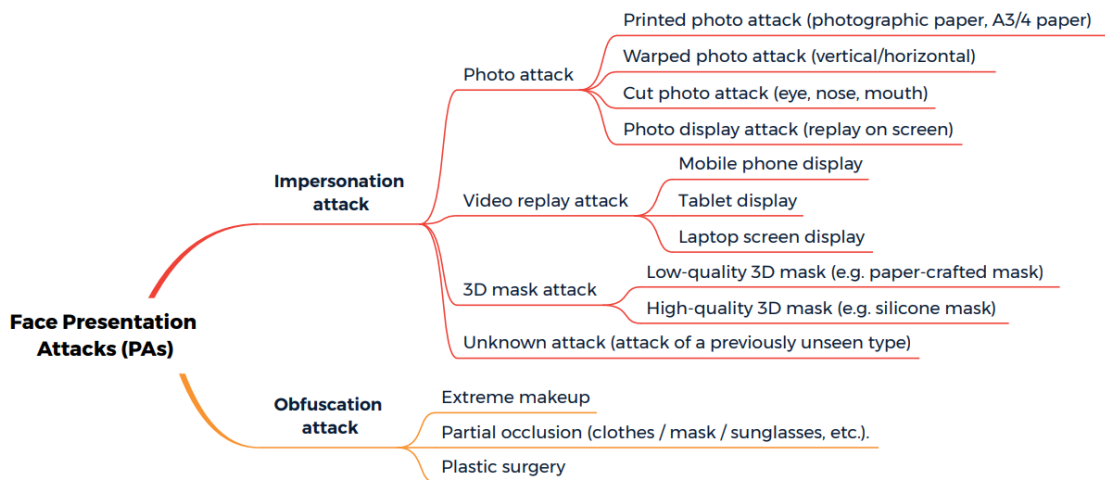 Printed photo attack (photographic paper, A3/4 paper)
Warped photo attack (vertical/horizontal)
Photo attack
Cut photo attack (eye, nose, mouth)
Photo display attack (replay on screen)
Mobile phone display
Impersonation
attack
Video replay attack
Tablet display
Laptop screen display
Low-quality 3D mask (e.g. paper-crafted mask)
3D mask attack
High-quality 3D mask (e.g. silicone mask)
Face Presentation
Attacks (PAs)
Unknown attack (attack of a previously unseen type)
Obfuscation
attack
Extreme makeup
Partial occlusion (clothes / mask / sunglasses, etc.).
Plastic surgery